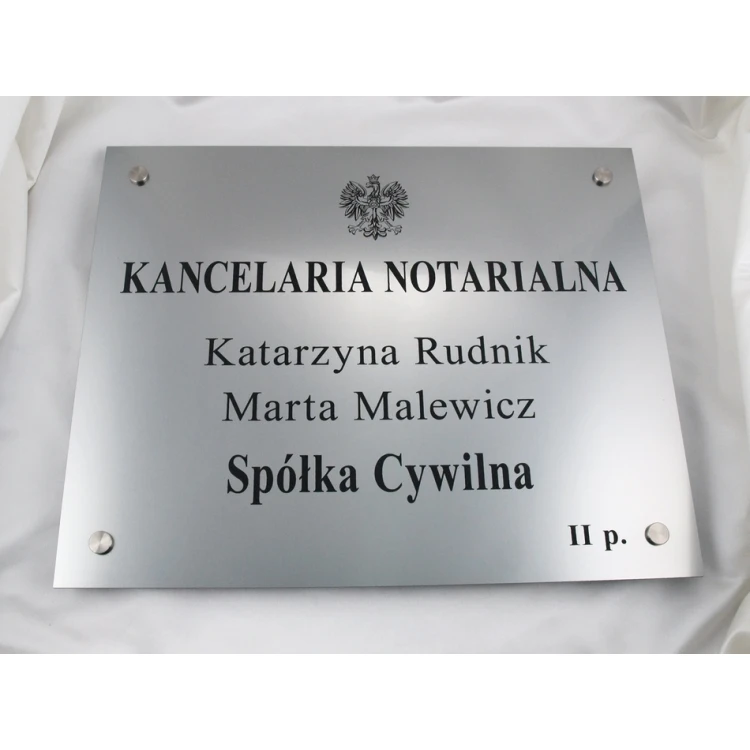 KANCELARIA NOTARIALNA
Katarzyna Rudnik
Marta Malewicz
Spółka Cywilna
II p.